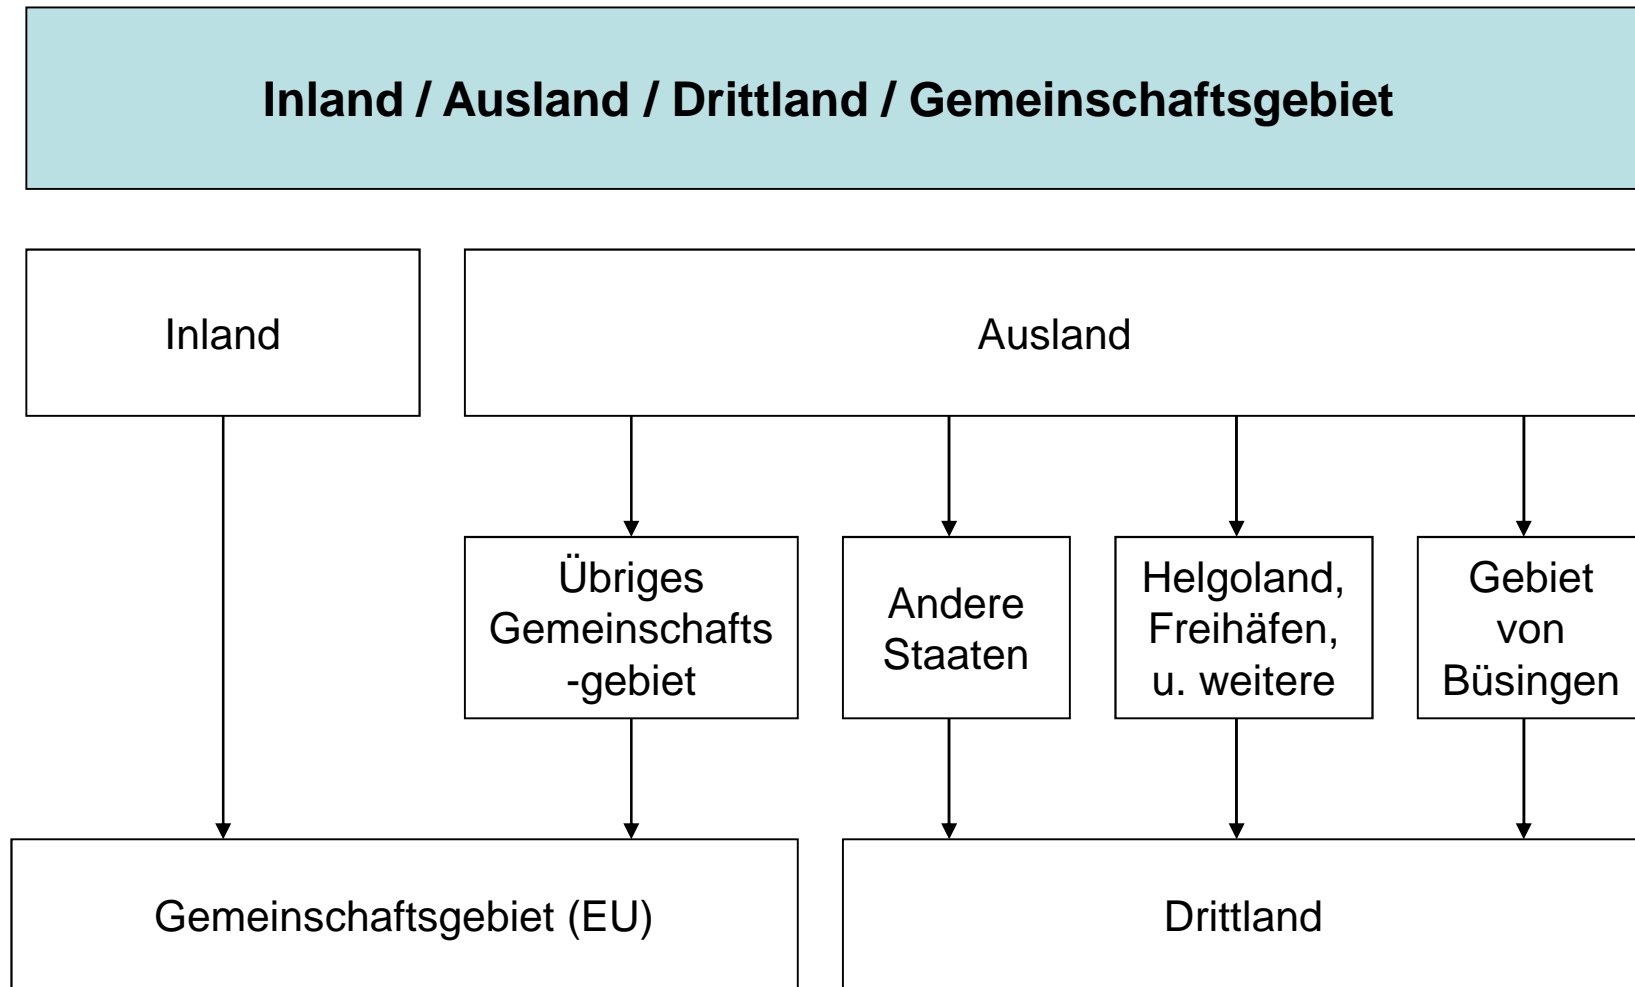 Inland / Ausland / Drittland / Gemeinschaftsgebiet
Inland
Ausland
Übriges
Gemeinschafts
-gebiet
Andere
Staaten
Helgoland,
Freihäfen,
u. weitere
Gebiet
von
Büsingen
Gemeinschaftsgebiet (EU)
Drittland